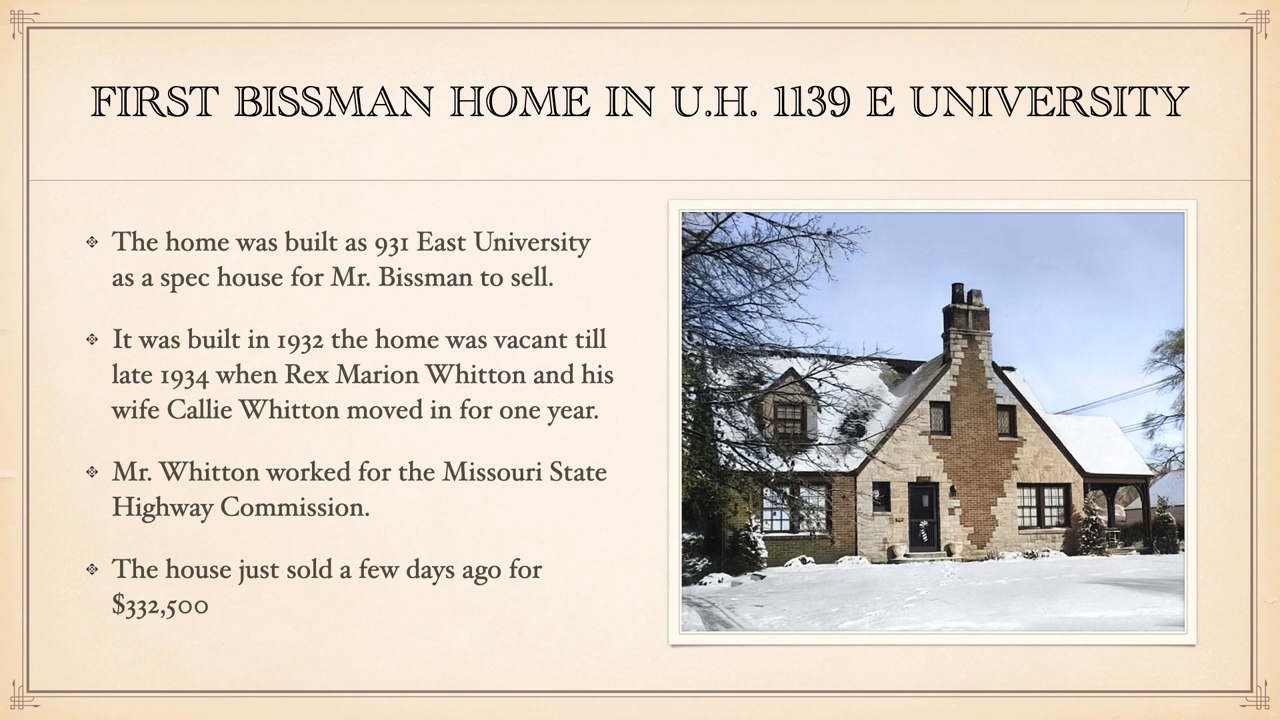 FIRST BISSMAN HOME IN U.H. 1139 E UNIVERSITY
The home was built as 931 East University
as a spec house for Mr. Bissman to sell.
It was built in 1932 the home was vacant till
late 1934 when Rex Marion Whitton and his
wife Callie Whitton moved in for one year.
Mr. Whitton worked for the Missouri State
Highway Commission.
The house just sold a few days ago for
$332,500